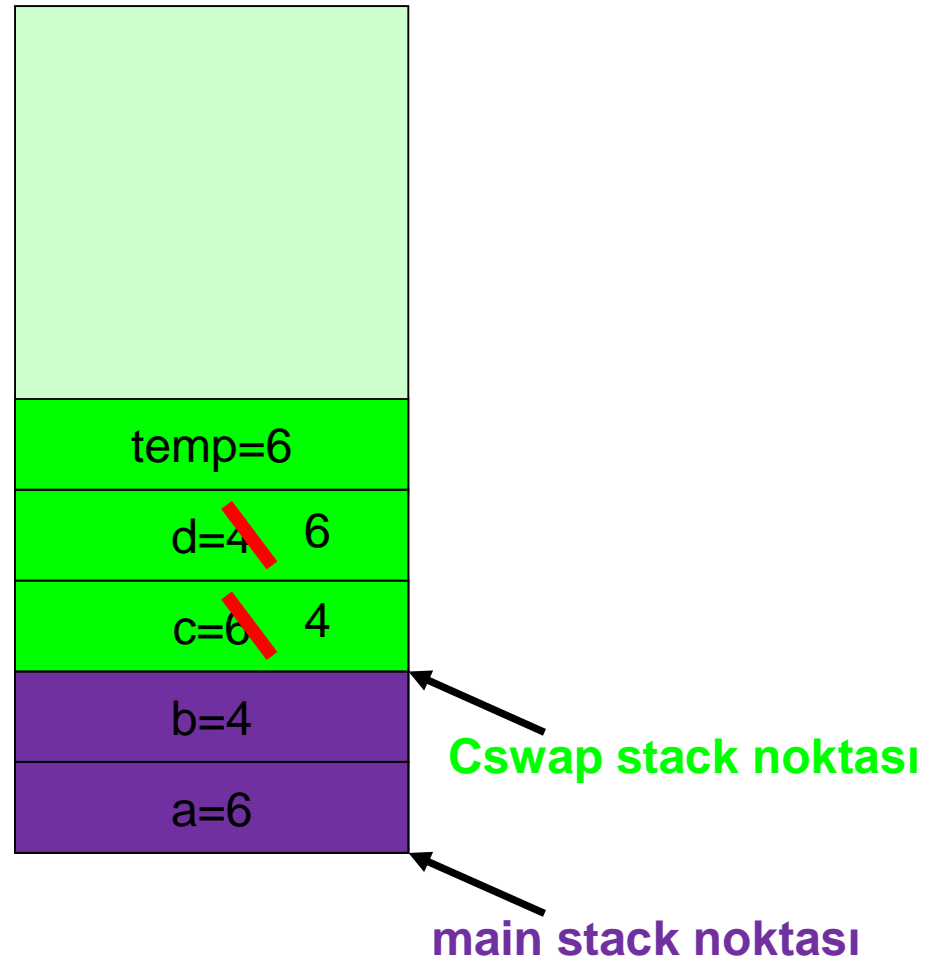 temp=6
d=4 6
c=6 4
b=4
Cswap stack noktası
a=6
main stack noktası